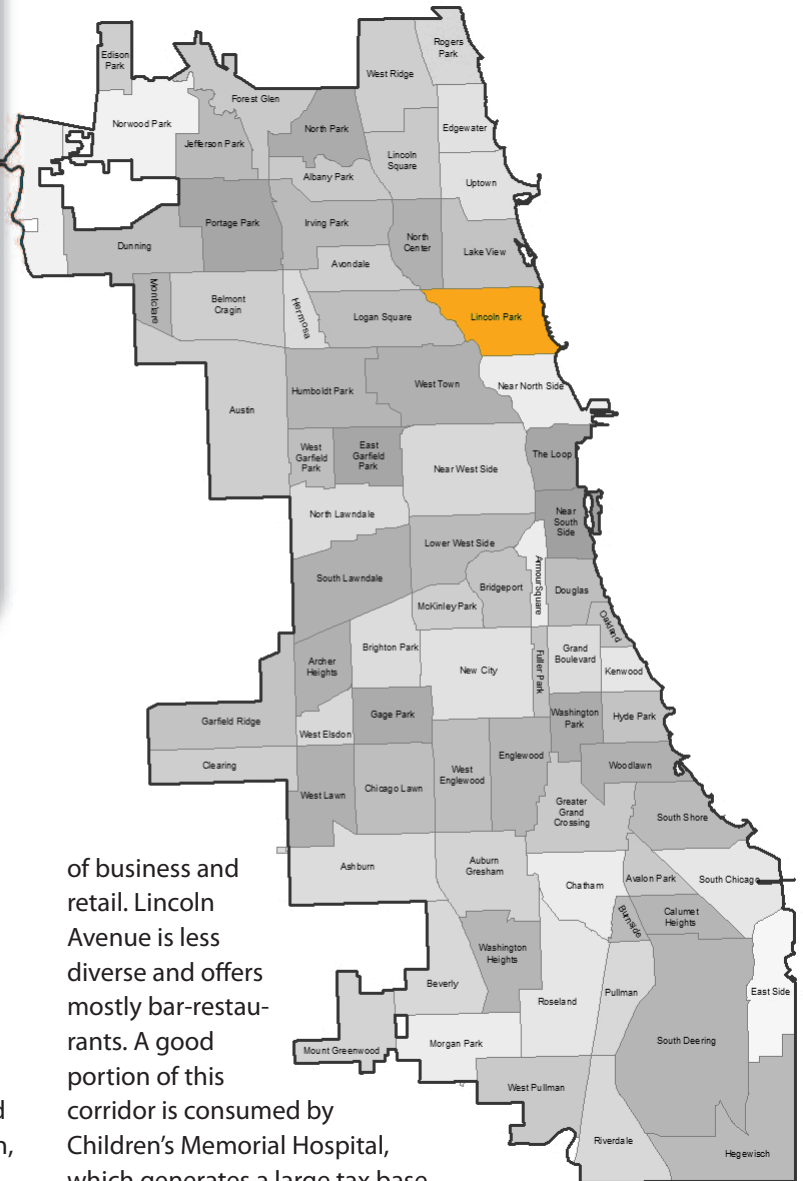 Rogers
Park
Edison
Park
West Ridge
Forest Glen
Norwood Park
North Park
Edgewater
Jefferson Park
Lincoln
Square
Albany Park
Uptown
Portage Park
Irving Park
North
Center
Dunning
Lake View
Avondale
Montclare
Belmont
Cragin
Hermosa
Logan Square
Lincoln Park
West Town
Near North Side
Humboldt Park
Austin
West
Garfield
Park
East
Garfield
Park
The Loop
Near West Side
North Lawndale
Near
South
Side
Lower West Side
South Lawndale
Bridgeport
Armour Square
Douglas
McKinley Park
Oakland
Brighton Park
Archer
Heights
New City
Fuller Park
Grand
Boulevard
Kenwood
Garfield Ridge
Gage Park
Washington
Park
Hyde Park
West Elsdon
Clearing
West Lawn
Chicago Lawn
West
Englewood
Englewood
Woodlawn
Greater
Grand
Crossing
South Shore
Ashburn
Auburn
Gresham
Chatham
Avalon Park
South Chicago
Burnside
Calumet
Heights
Washington
Heights
Beverly
Roseland
Pullman
East Side
Mount Greenwood
Morgan Park
South Deering
West Pullman
Riverdale
Hegewisch
of business and
retail. Lincoln
Avenue is less
diverse and offers
mostly bar-restau-
rants. A good
portion of this
corridor is consumed by
Children's Memorial Hospital,
which generates a large tax base